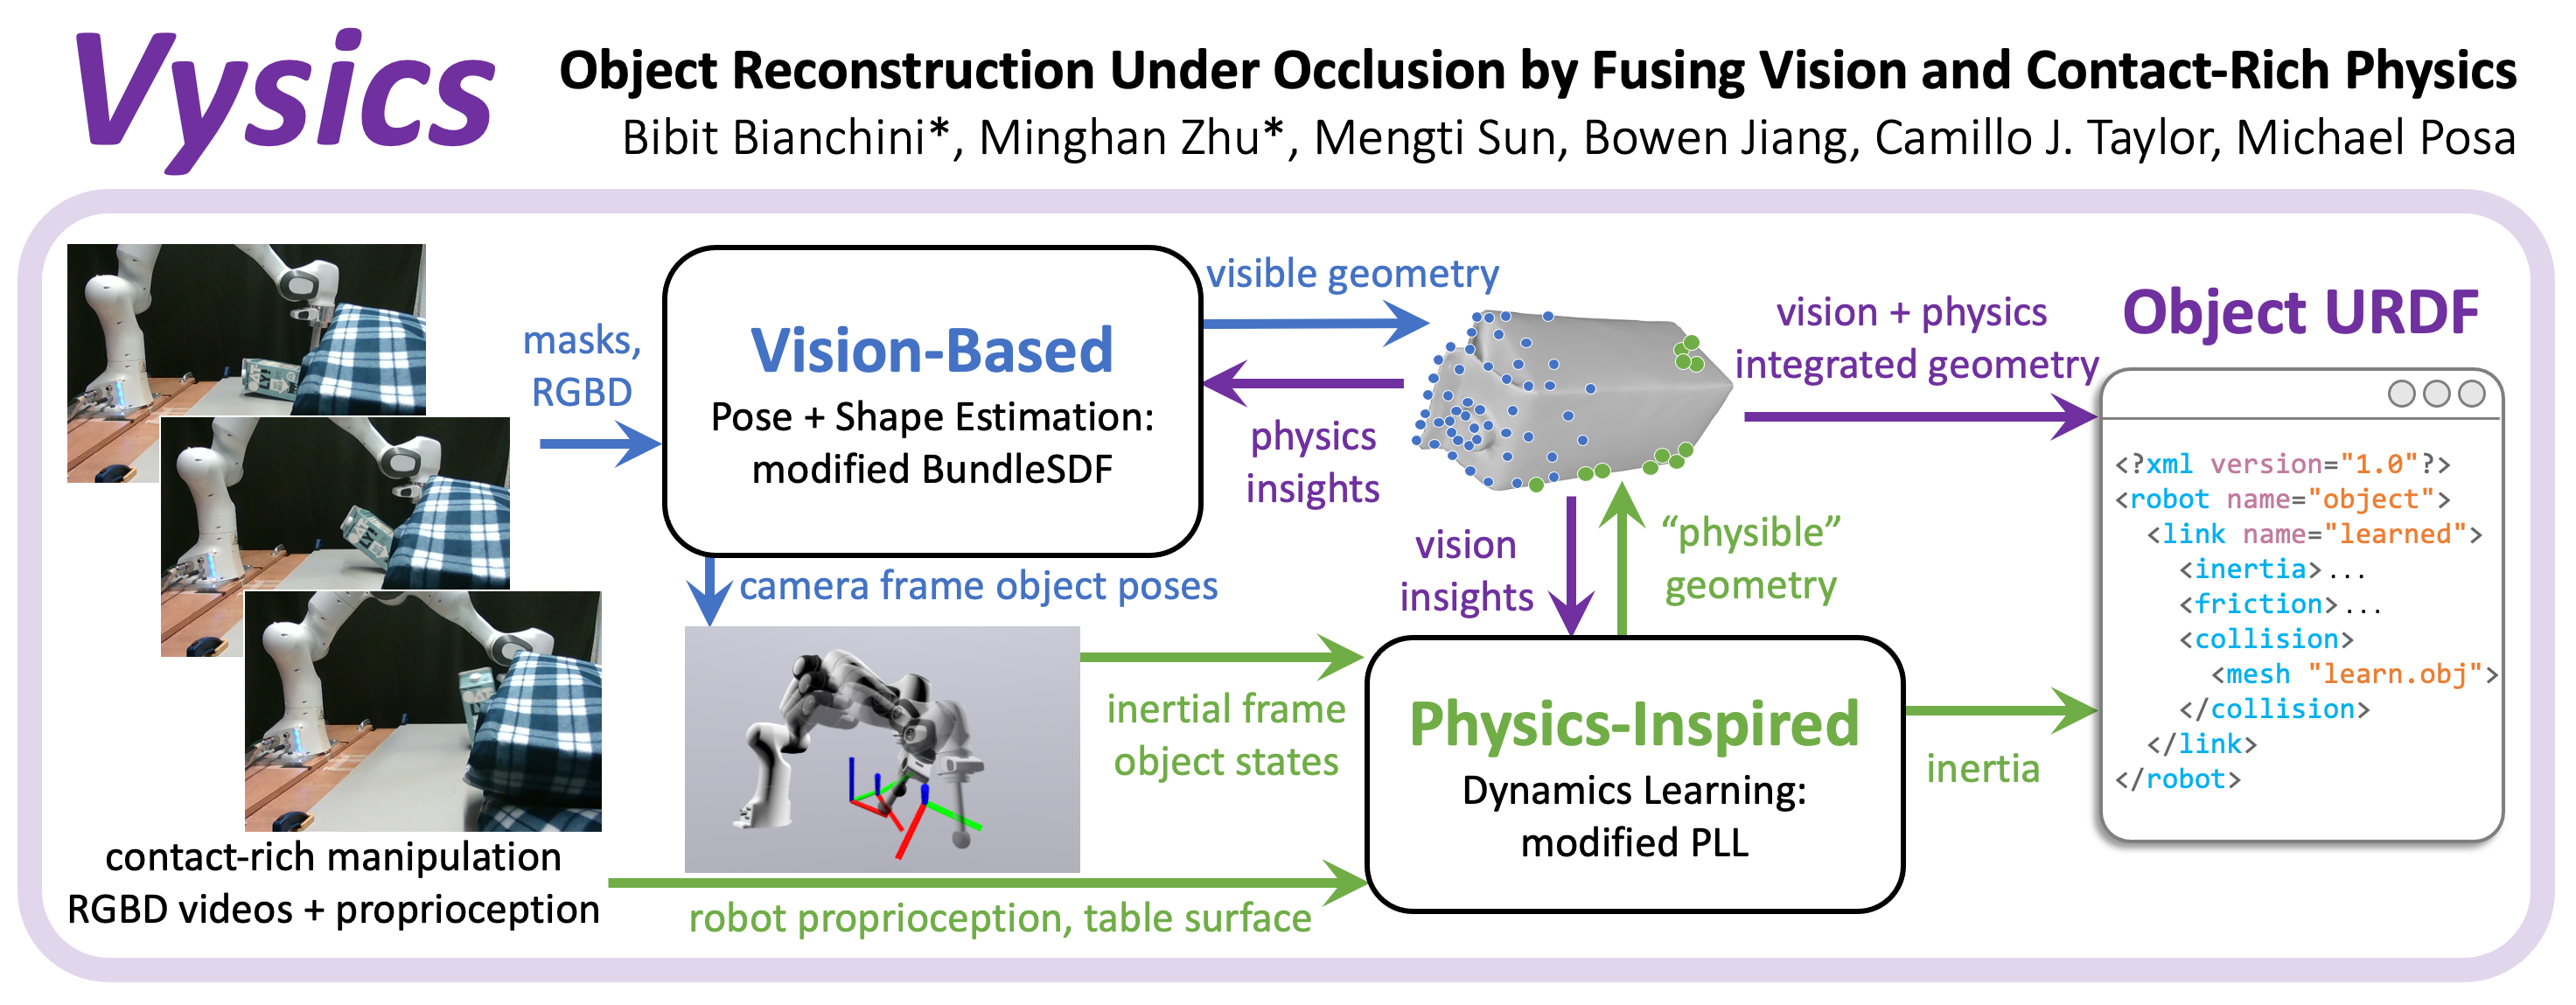 Vysics
Object Reconstruction Under Occlusion by Fusing Vision and Contact-Rich Physics
Bibit Bianchini*, Minghan Zhu*, Mengti Sun, Bowen Jiang, Camillo J. Taylor, Michael Posa
masks,
RGBD
contact-rich manipulation
RGBD videos + proprioception
Vision-Based
Pose + Shape Estimation:
modified BundleSDF
visible geometry
physics
insights
camera frame object poses
vision
insights
"physible"
geometry
inertial frame
object states
robot proprioception, table surface
Physics-Inspired
Dynamics Learning:
modified PLL
vision + physics
integrated geometry
inertia
Object URDF
<?xml version="1.0"?>
<robot name="object">
<link name="learned">
<inertia>...
<friction>...
<collision>
<mesh "learn.obj">
</collision>
</link>
</robot>